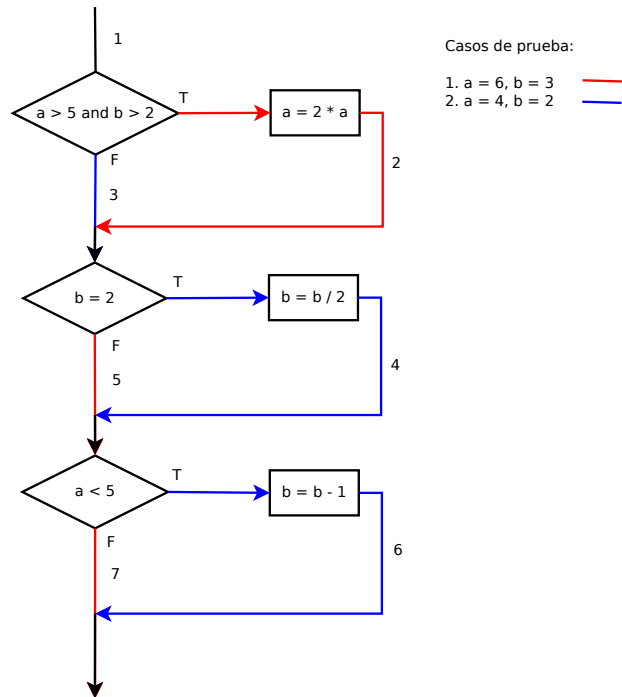 1
Casos de prueba:
1. a = 6, b = 3
2. a = 4, b = 2
a > 5 and b > 2
T
a = 2 * a
F
2
3
b = 2
T
b = b / 2
F
4
5
a < 5
T
b = b - 1
F
6
7